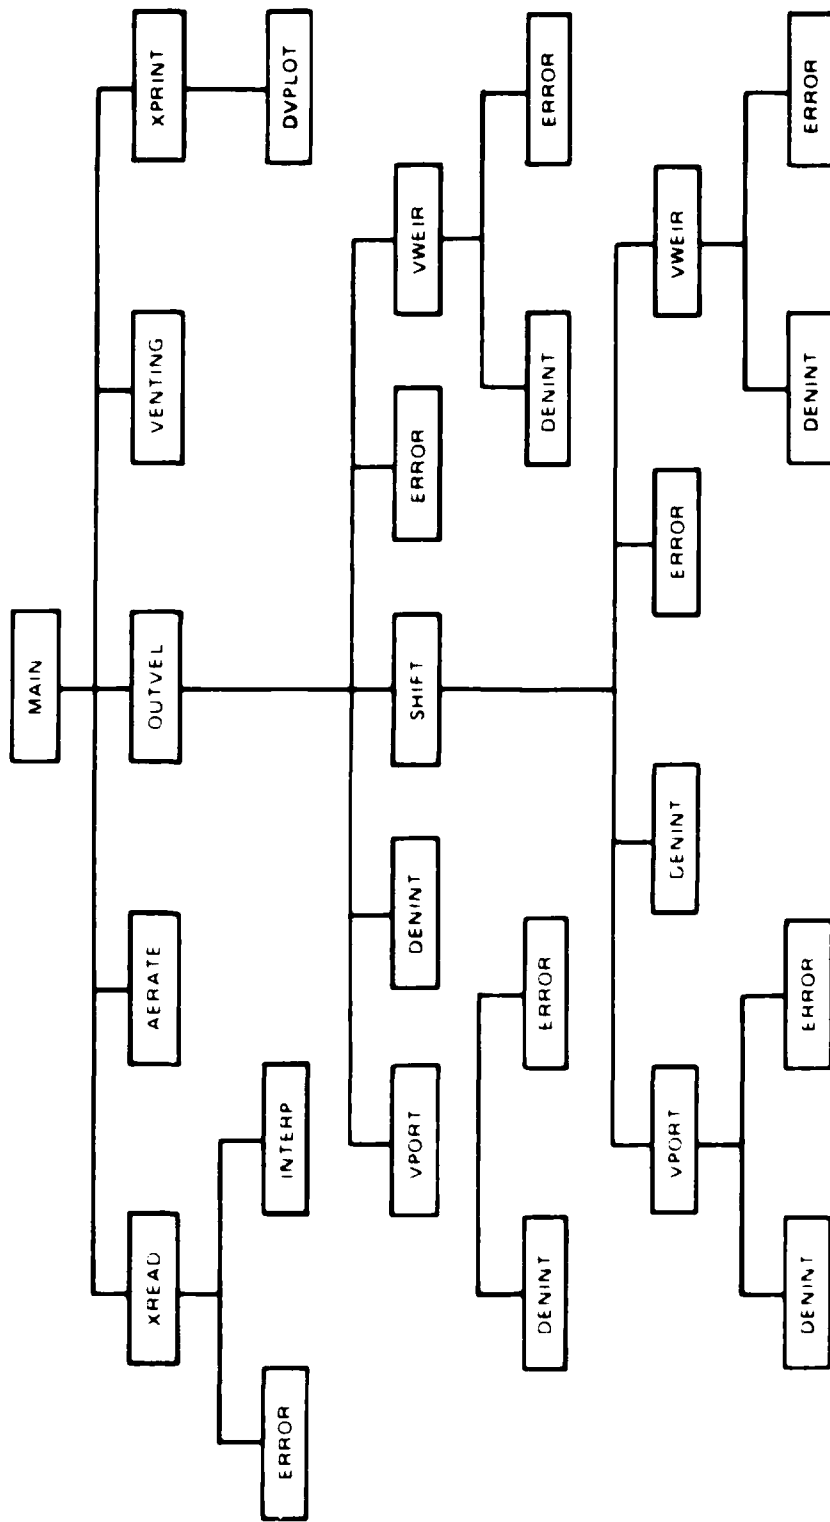 MAIN
XREAD
AERATE
OUTVEL
VENTING
XPRINT
ERROR
INTERP
DVPLOT
VPORT
DENINT
SHIFT
ERROR
VWEIR
DENINT
ERROR
DENINT
ERROR
VPORT
DENINT
ERROR
VWEIR
DENINT
ERROR
DENINT
ERROR